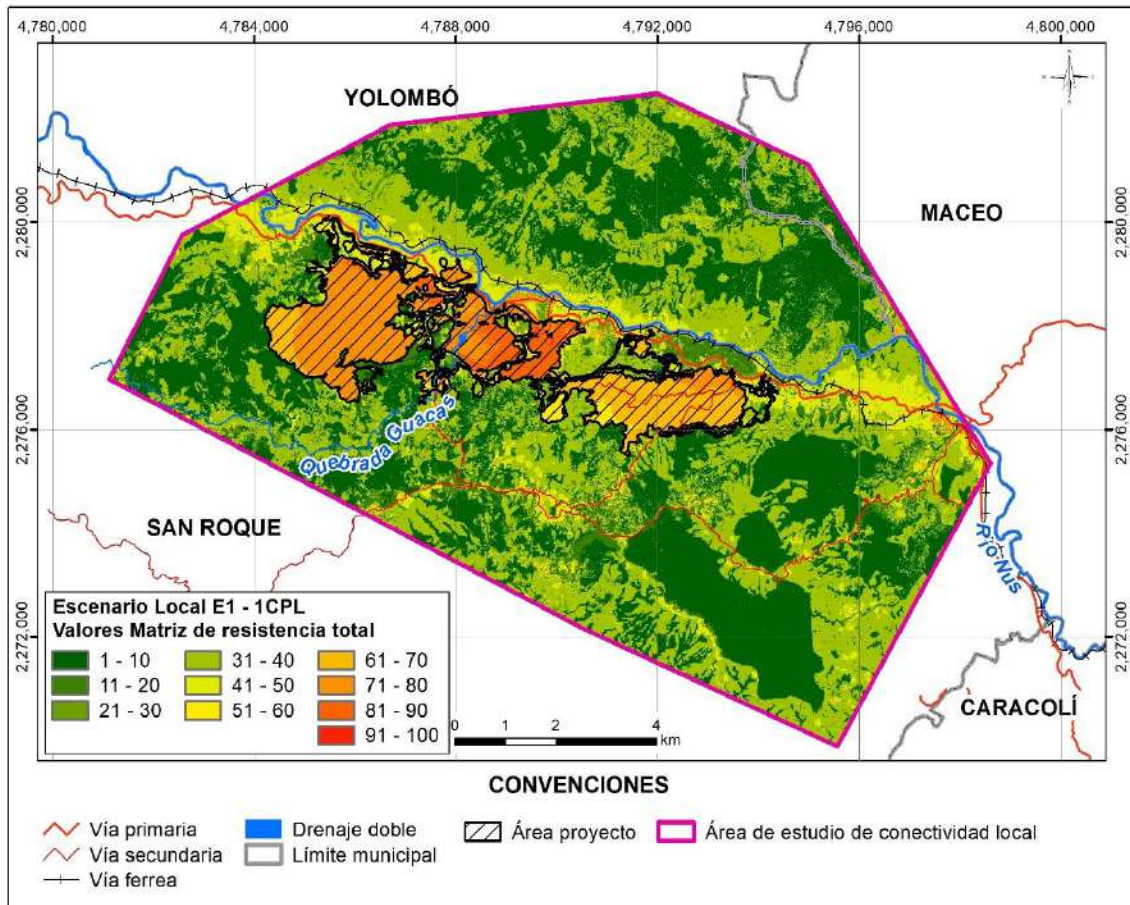 4,780,000 4,784,000 4,788,000 4,792,000 4,796,000 4,800,000
YOLOMBÓ
MACEO
2,280,000 2,280,000
2,276,000 2,276,000
Quebrada Guacas
SAN ROQUE
Río Nus
2,272,000 2,272,000
CARACOLÍ
Escenario Local E1 - 1CPL
Valores Matriz de resistencia total
1 - 10 31 - 40 61 - 70
11 - 20 41 - 50 71 - 80
21 - 30 51 - 60 81 - 90
91 - 100
0 1 2 4
km
CONVENCIONES
Vía primaria Drenaje doble Área proyecto Área de estudio de conectividad local
Vía secundaria Límite municipal
Vía ferrea